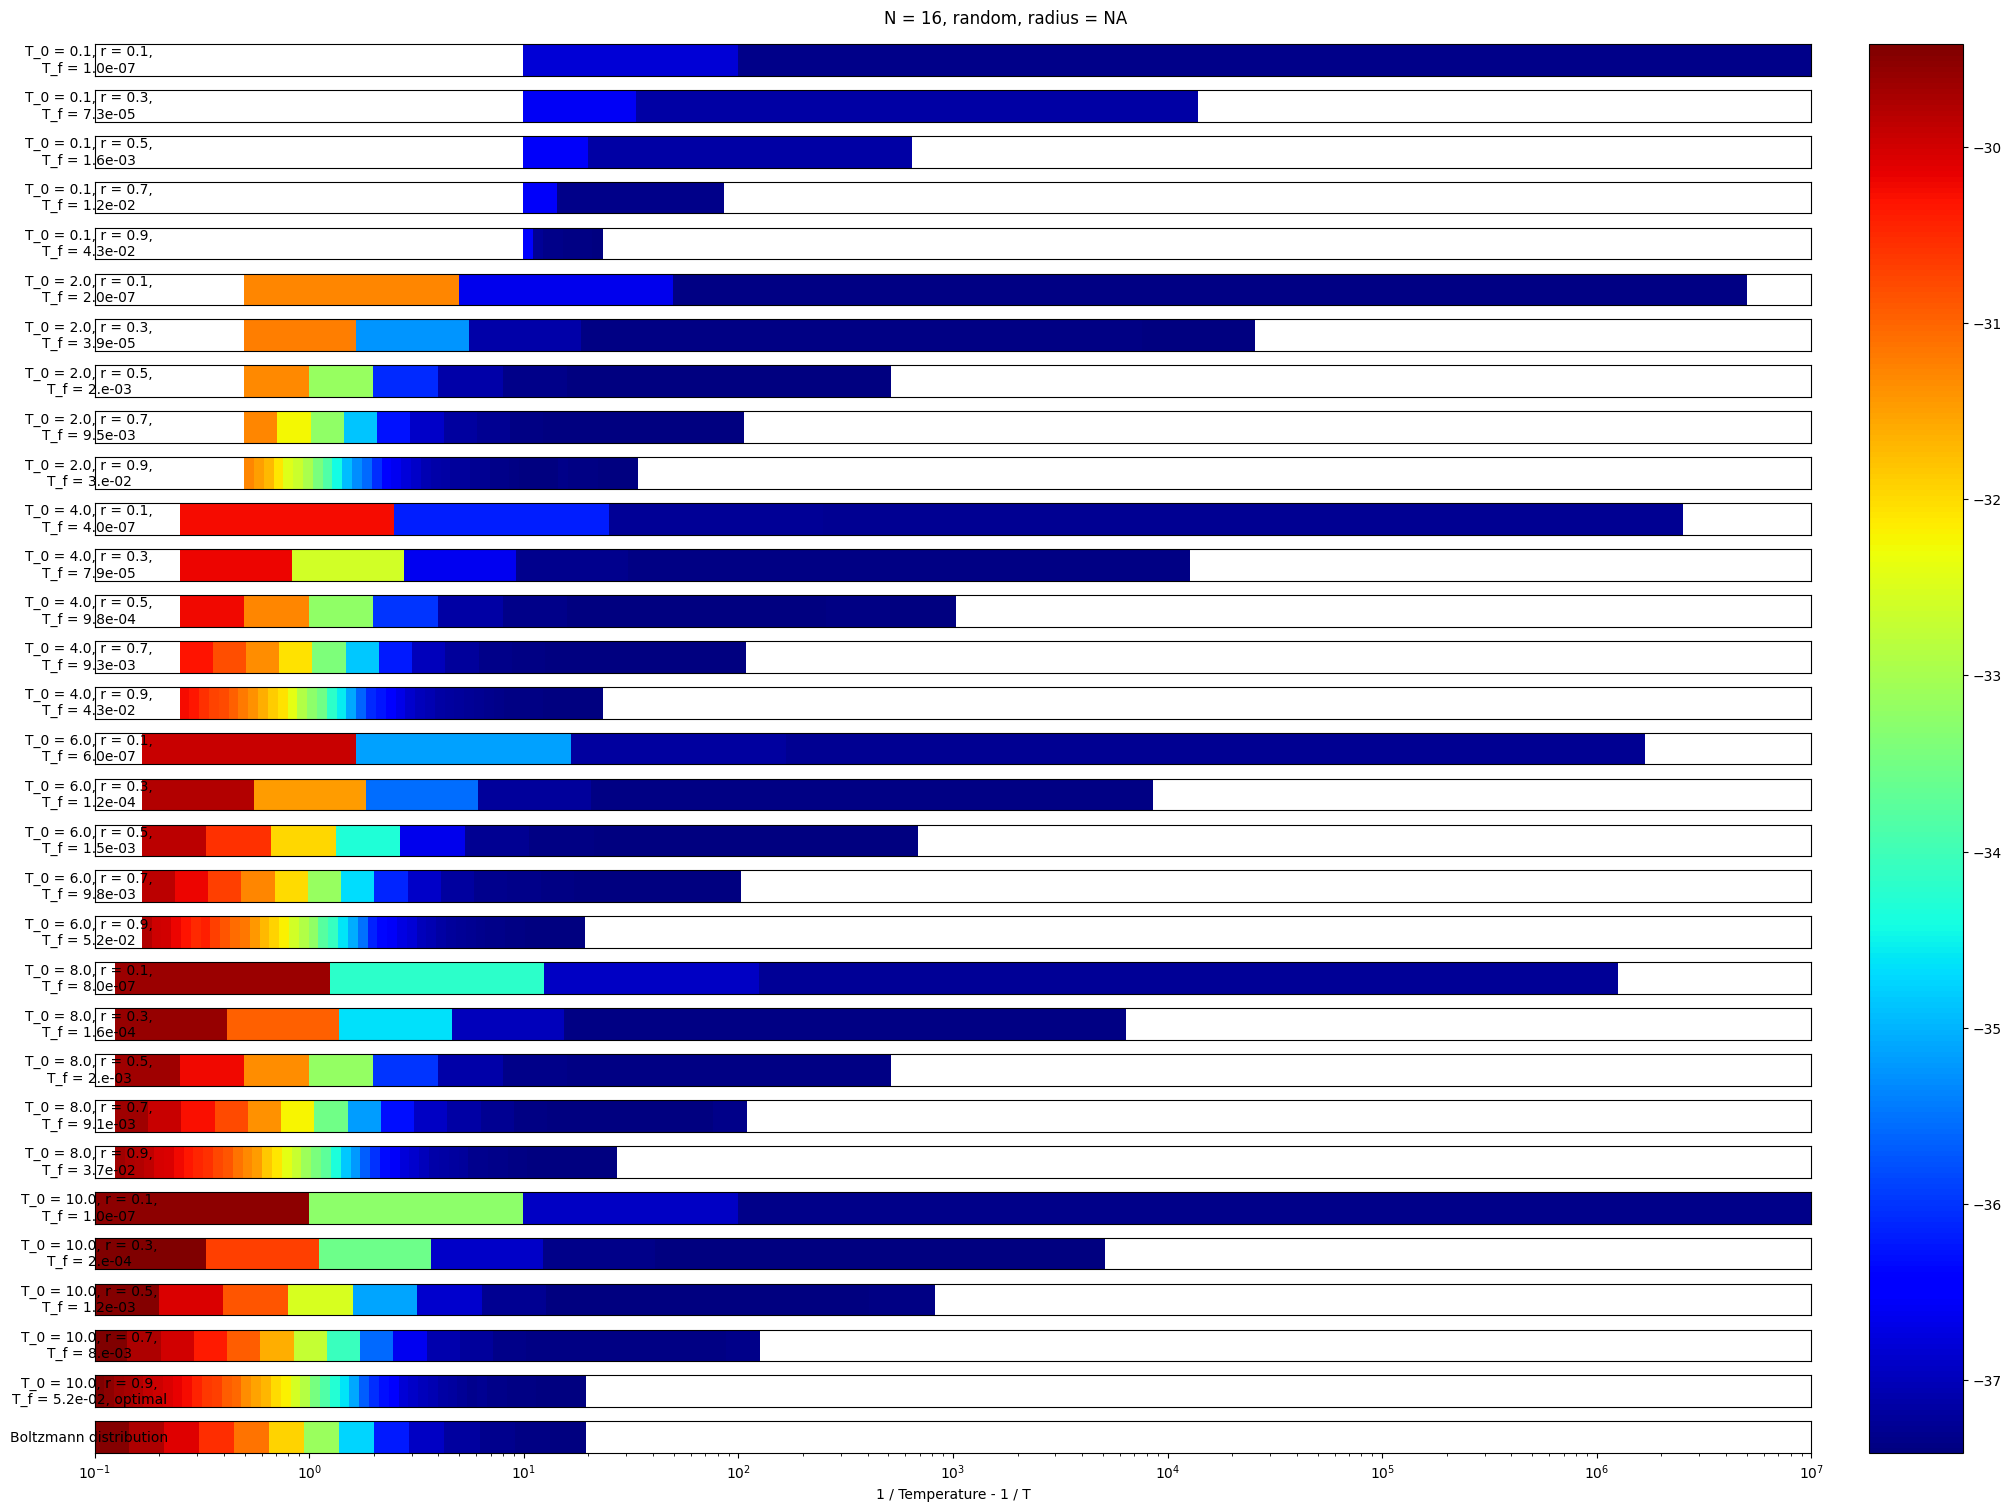 N = 16, random, radius = NA
T_0 = 0.1, r = 0.1,
T_f = 1.0e-07
T_0 = 0.1, r = 0.3,
T_f = 7.3e-05
T_0 = 0.1, r = 0.5,
T_f = 1.6e-03
T_0 = 0.1, r = 0.7,
T_f = 1.2e-02
T_0 = 0.1, r = 0.9,
T_f = 4.3e-02
T_0 = 2.0, r = 0.1,
T_f = 2.0e-07
T_0 = 2.0, r = 0.3,
T_f = 3.9e-05
T_0 = 2.0, r = 0.5,
T_f = 2.e-03
T_0 = 2.0, r = 0.7,
T_f = 9.5e-03
T_0 = 2.0, r = 0.9,
T_f = 3.e-02
T_0 = 4.0, r = 0.1,
T_f = 4.0e-07
T_0 = 4.0, r = 0.3,
T_f = 7.9e-05
T_0 = 4.0, r = 0.5,
T_f = 9.8e-04
T_0 = 4.0, r = 0.7,
T_f = 9.3e-03
T_0 = 4.0, r = 0.9,
T_f = 4.3e-02
T_0 = 6.0, r = 0.1,
T_f = 6.0e-07
T_0 = 6.0, r = 0.3,
T_f = 1.2e-04
T_0 = 6.0, r = 0.5,
T_f = 1.5e-03
T_0 = 6.0, r = 0.7,
T_f = 9.8e-03
T_0 = 6.0, r = 0.9,
T_f = 5.2e-02
T_0 = 8.0, r = 0.1,
T_f = 8.0e-07
T_0 = 8.0, r = 0.3,
T_f = 1.6e-04
T_0 = 8.0, r = 0.5,
T_f = 2.e-03
T_0 = 8.0, r = 0.7,
T_f = 9.1e-03
T_0 = 8.0, r = 0.9,
T_f = 3.7e-02
T_0 = 10.0, r = 0.1,
T_f = 1.0e-07
T_0 = 10.0, r = 0.3,
T_f = 2.e-04
T_0 = 10.0, r = 0.5,
T_f = 1.2e-03
T_0 = 10.0, r = 0.7,
T_f = 8.e-03
T_0 = 10.0, r = 0.9,
T_f = 5.2e-02, optimal
Boltzmann distribution
10⁻¹ 10⁰ 10¹ 10² 10³ 10⁴ 10⁵ 10⁶ 10⁷
1 / Temperature - 1 / T
−30
−31
−32
−33
−34
−35
−36
−37